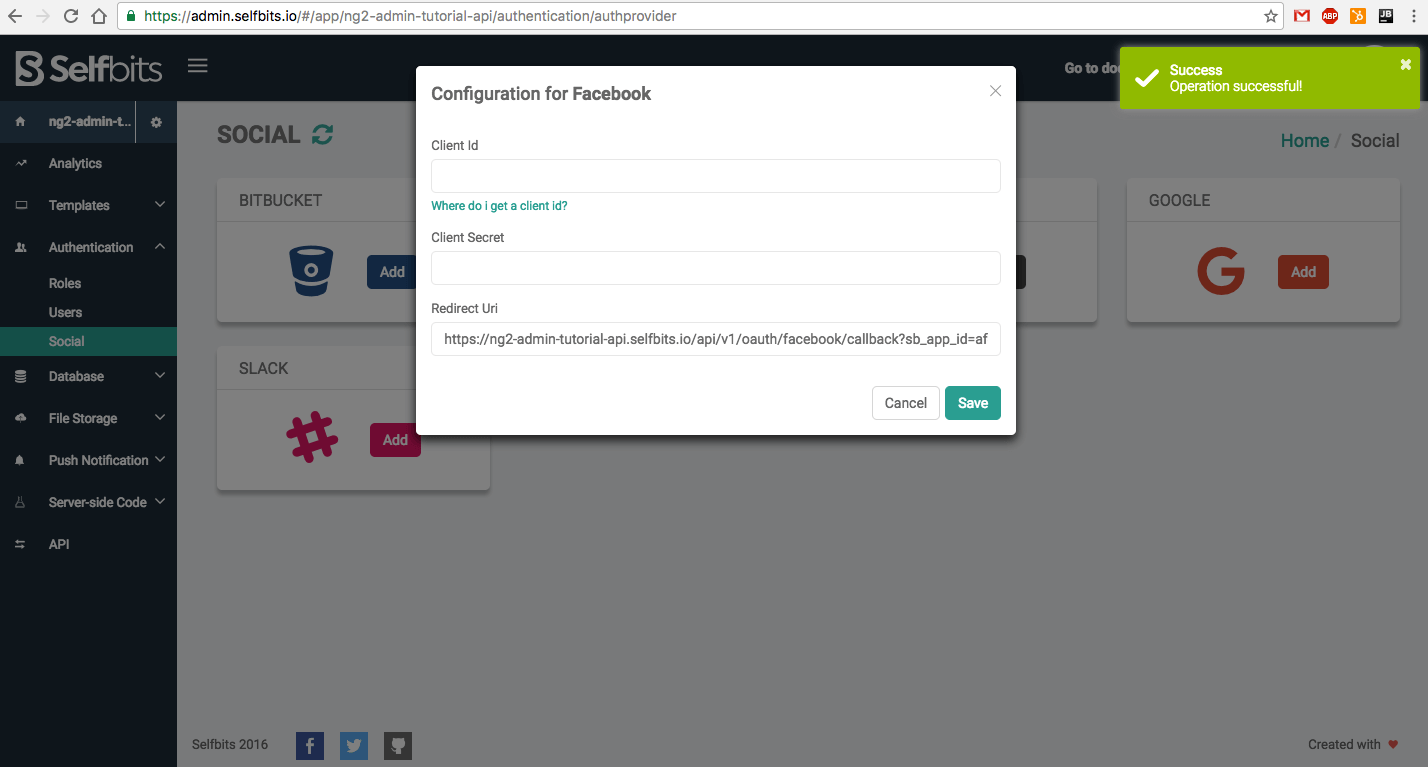 https://admin.selfbits.io/#/app/ng2-admin-tutorial-api/authentication/authprovider
ABP
JB
Selfbits
Go to do
Success
Operation successful!
ng2-admin-t...
Analytics
Templates
Authentication
Roles
Users
Social
Database
File Storage
Push Notification
Server-side Code
API
SOCIAL
Home / Social
BITBUCKET
Add
GOOGLE
Add
SLACK
Add
Configuration for Facebook
Client Id
Where do i get a client id?
Client Secret
Redirect Uri
https://ng2-admin-tutorial-api.selfbits.io/api/v1/oauth/facebook/callback?sb_app_id=af
Cancel
Save
Selfbits 2016
Created with